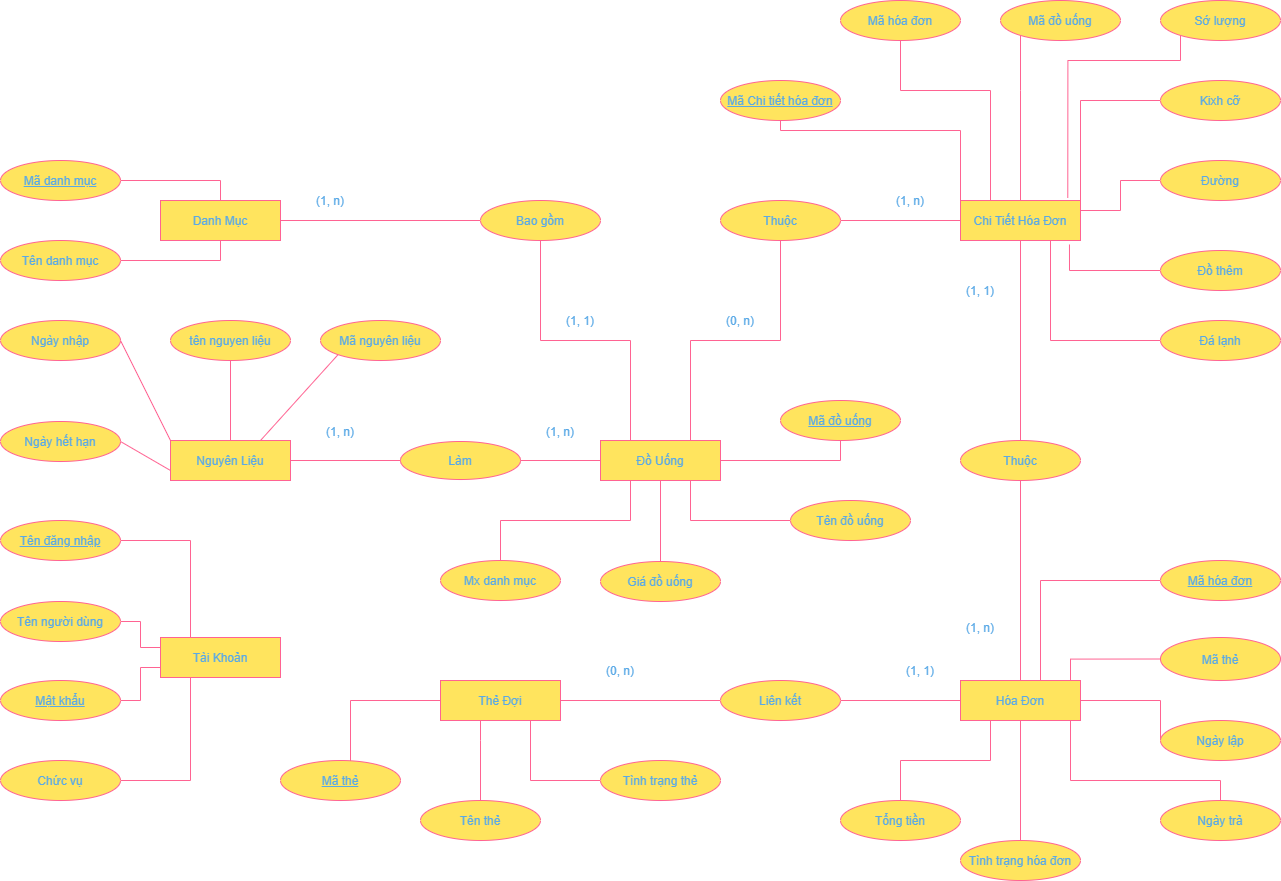 Mã hóa đơn
Mã đồ uống
Sớ lượng
Mã Chi tiết hóa đơn
Kixh cỡ
Mã danh mục
Đường
(1, n)
(1, n)
Danh Mục
Bao gồm
Thuộc
Chi Tiết Hóa Đơn
Tên danh mục
Đồ thêm
(1, 1)
(1, 1)
(0, n)
Ngày nhập
tên nguyen liệu
Mã nguyên liệu
Đá lạnh
Mã đồ uống
(1, n)
(1, n)
Ngày hết hạn
Nguyên Liệu
Làm
Đồ Uống
Thuộc
Tên đồ uống
Tên đăng nhập
Mx danh mục
Giá đồ uống
Mã hóa đơn
Tên người dùng
(1, n)
Tài Khoản
Mã thẻ
(0, n)
(1, 1)
Mật khẩu
Thẻ Đợi
Liên kết
Hóa Đơn
Ngày lập
Chức vụ
Mã thẻ
Tình trạng thẻ
Tên thẻ
Tổng tiền
Ngày trả
Tình trạng hóa đơn